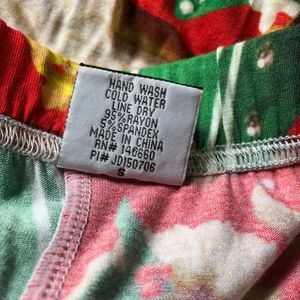 HAND WASH
COLD WATER
LINE DRY
95%RAYON
5%SPANDEX
MADE IN CHINA
RN# 140660
PI# JD150706
S